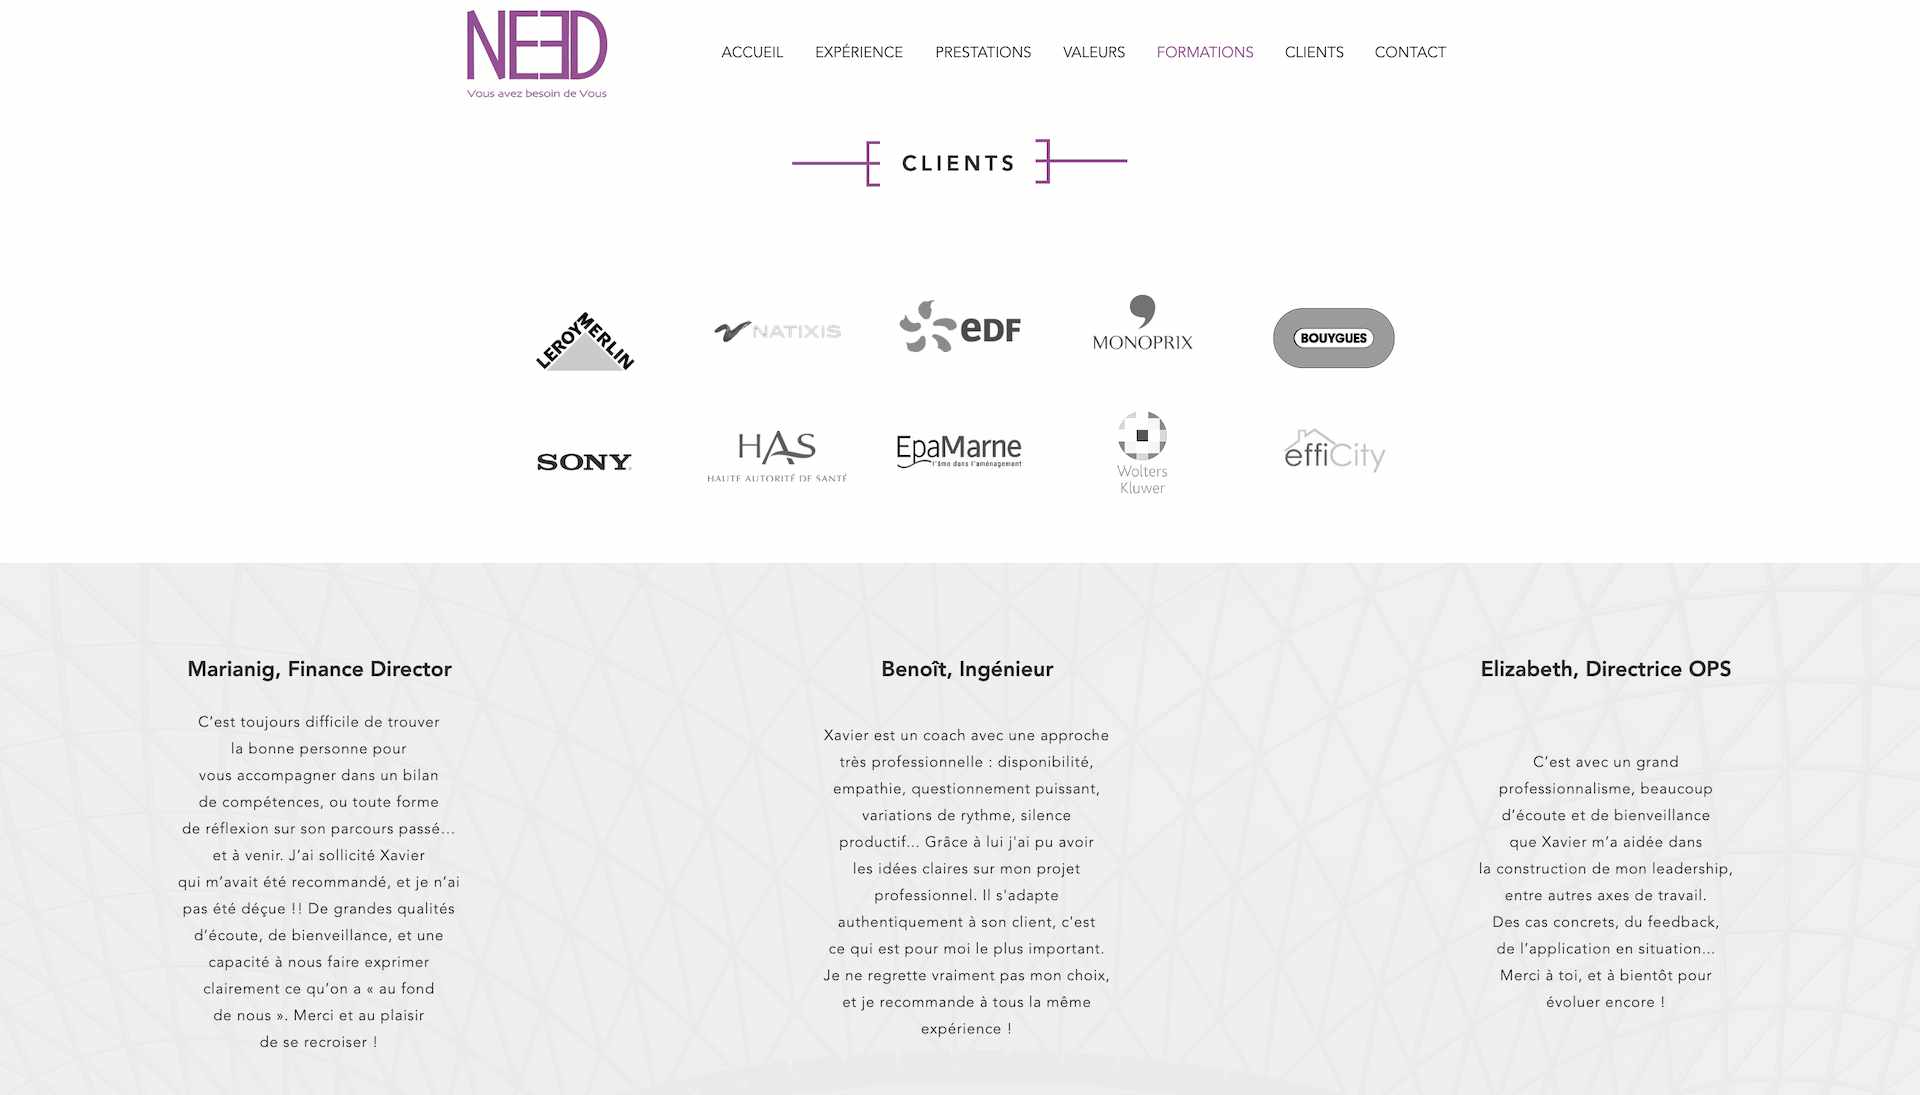 NEED
Vous avez besoin de Vous
ACCUEIL EXPÉRIENCE PRESTATIONS VALEURS FORMATIONS CLIENTS CONTACT
CLIENTS
LEROY MERLIN
NATIXIS
eDF
MONOPRIX
BOUYGUES
SONY
HAS
HAUTE AUTORITÉ DE SANTÉ
EpaMarne
l'âme dans l'aménagement
Wolters
Kluwer
effiCity
Marianig, Finance Director
C’est toujours difficile de trouver
la bonne personne pour
vous accompagner dans un bilan
de compétences, ou toute forme
de réflexion sur son parcours passé…
et à venir. J’ai sollicité Xavier
qui m’avait été recommandé, et je n’ai
pas été déçue !! De grandes qualités
d’écoute, de bienveillance, et une
capacité à nous faire exprimer
clairement ce qu’on a « au fond
de nous ». Merci et au plaisir
de se recroiser !
Benoît, Ingénieur
Xavier est un coach avec une approche
très professionnelle : disponibilité,
empathie, questionnement puissant,
variations de rythme, silence
productif... Grâce à lui j'ai pu avoir
les idées claires sur mon projet
professionnel. Il s'adapte
authentiquement à son client, c'est
ce qui est pour moi le plus important.
Je ne regrette vraiment pas mon choix,
et je recommande à tous la même
expérience !
Elizabeth, Directrice OPS
C’est avec un grand
professionnalisme, beaucoup
d’écoute et de bienveillance
que Xavier m’a aidée dans
la construction de mon leadership,
entre autres axes de travail.
Des cas concrets, du feedback,
de l’application en situation...
Merci à toi, et à bientôt pour
évoluer encore !